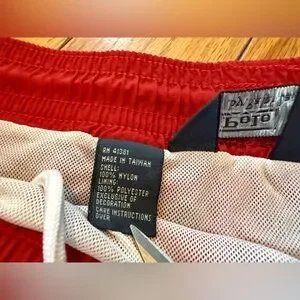 Polo
RN 41381
MADE IN TAIWAN
SHELL:
100% NYLON
LINING:
100% POLYESTER
EXCLUSIVE OF
DECORATION
CARE INSTRUCTIONS
OVER